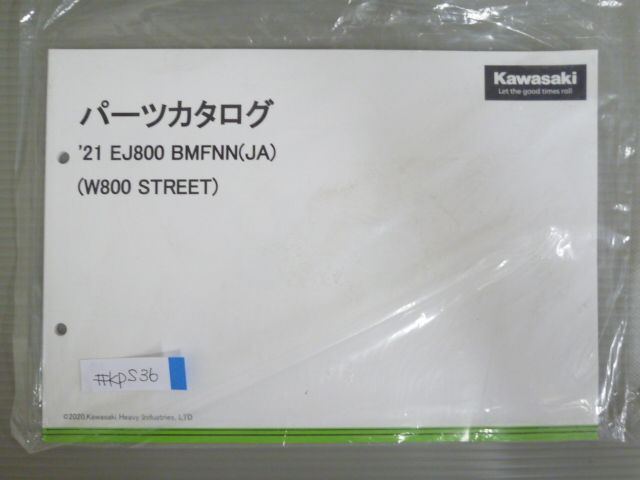 Kawasaki
Let the good times roll
パーツカタログ
'21 EJ800 BMFNN(JA)
(W800 STREET)
#KPS36
©2020 Kawasaki Heavy Industries, LTD